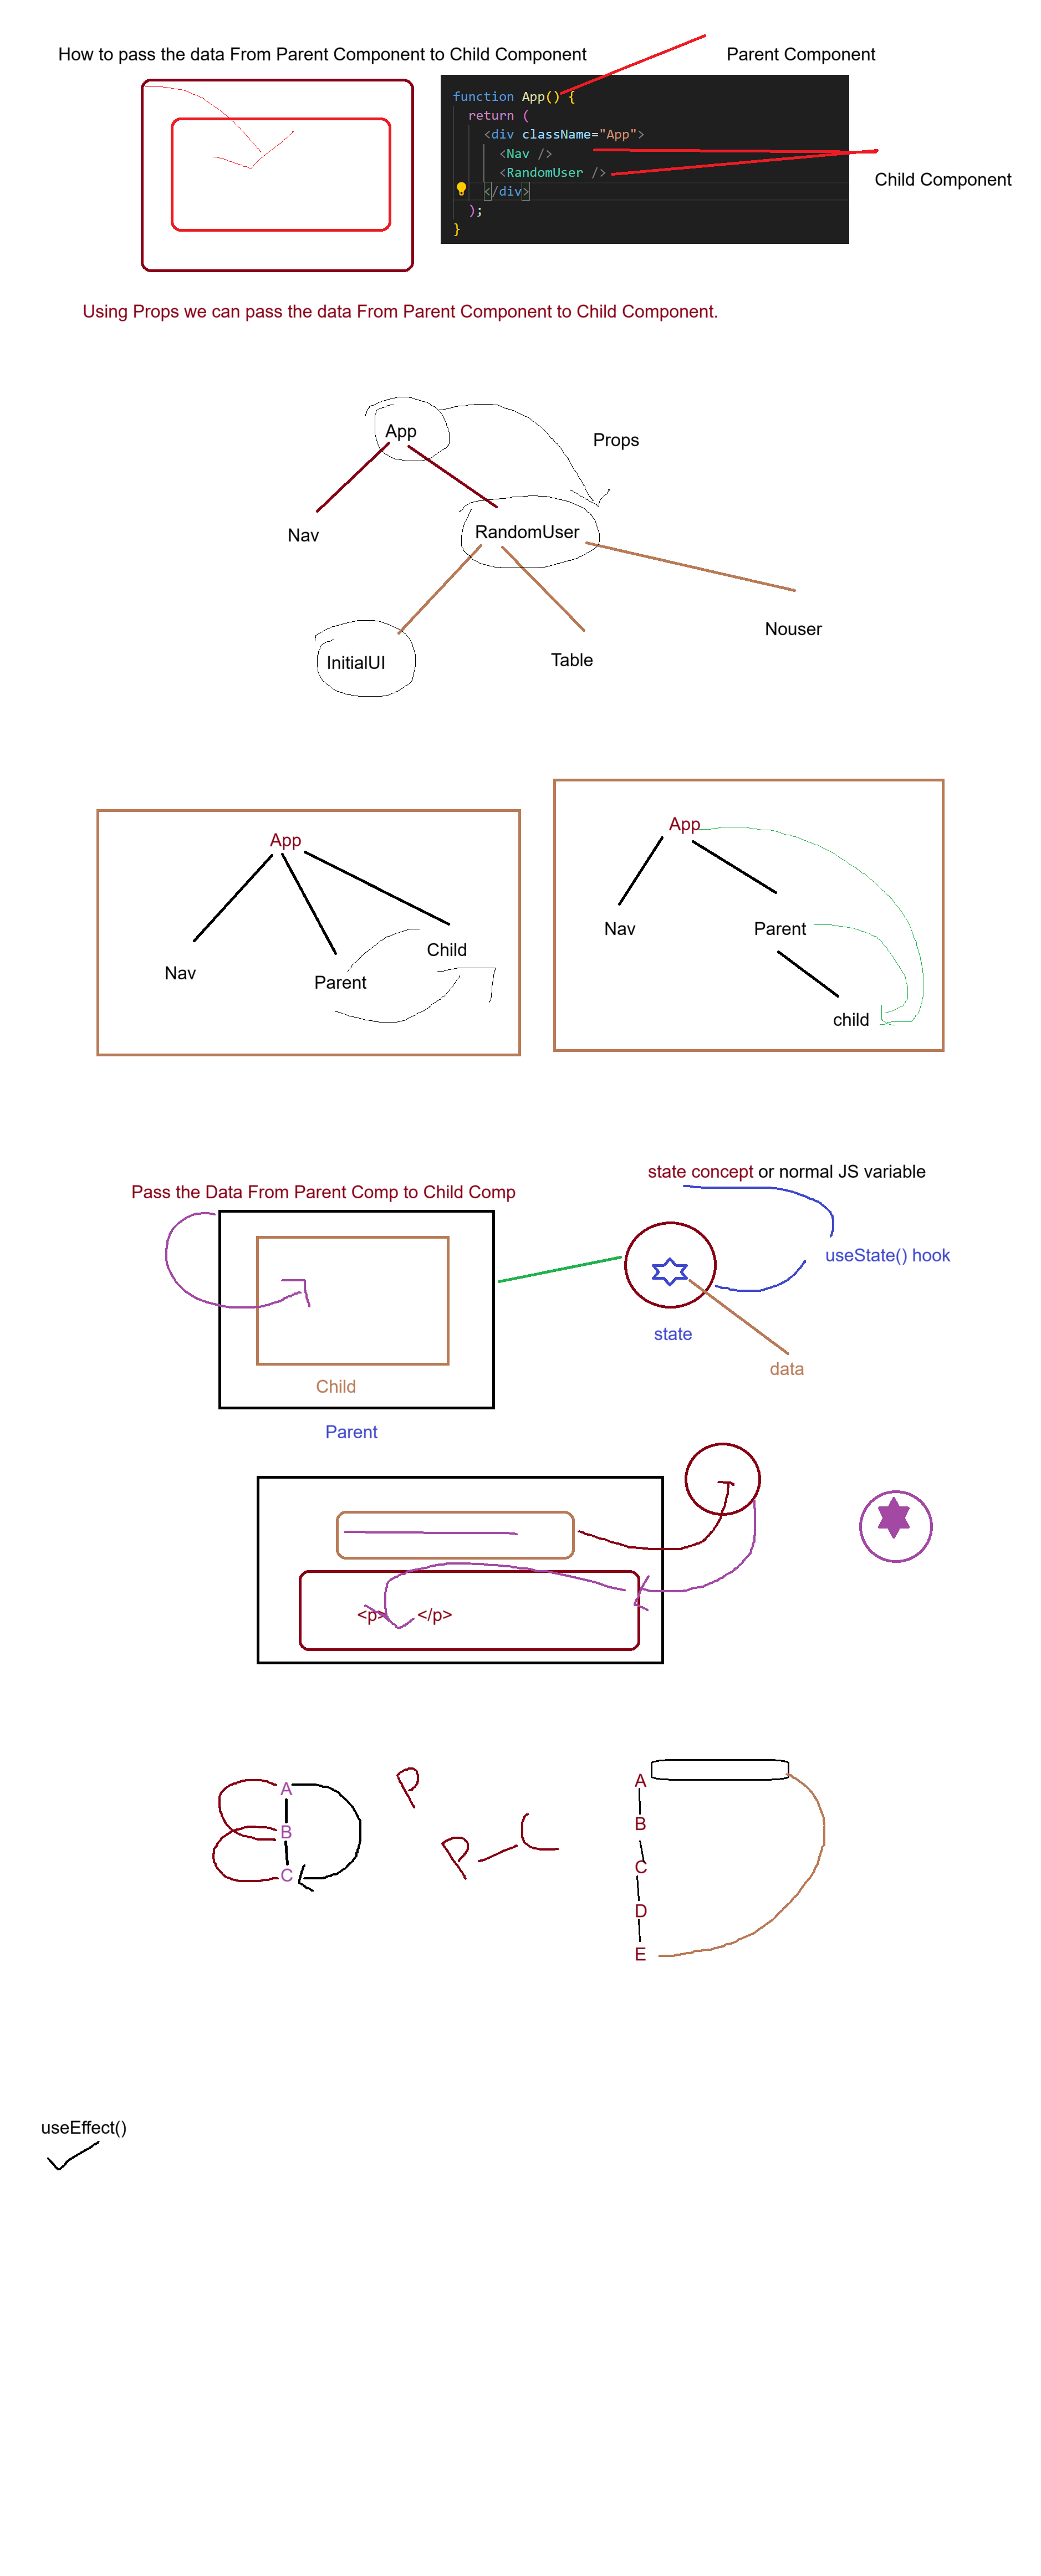 How to pass the data From Parent Component to Child Component
Parent Component
function App() {
return (
<div className="App">
<Nav />
<RandomUser />
</div>
);
}
Child Component
Using Props we can pass the data From Parent Component to Child Component.
App
Props
Nav
RandomUser
Nouser
InitialUI
Table
App
Nav
Parent
Child
App
Nav
Parent
child
Pass the Data From Parent Comp to Child Comp
Child
Parent
state concept or normal JS variable
useState() hook
state
data
<p> </p>
A
B
C
P
P C
A
B
C
D
E
useEffect()